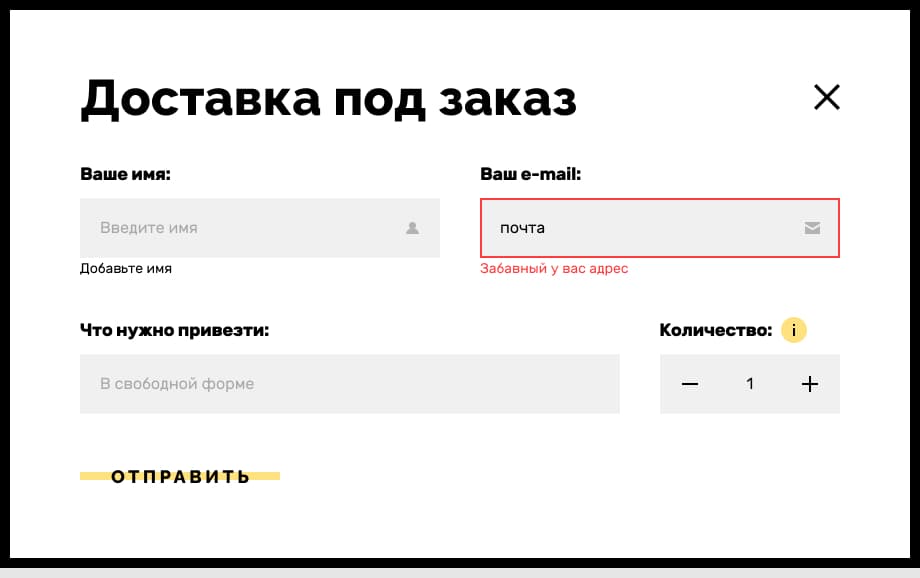 Доставка под заказ
Ваше имя:
Ваш e-mail:
Введите имя
почта
Добавьте имя
Забавный у вас адрес
Что нужно привезти:
Количество: i
В свободной форме
1
ОТПРАВИТЬ